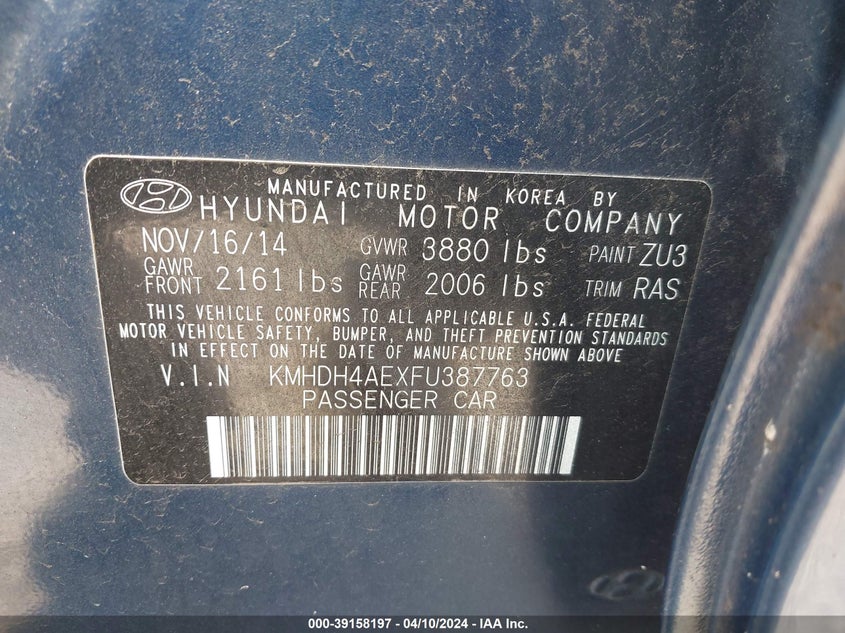 MANUFACTURED IN KOREA BY
HYUNDAI MOTOR COMPANY
NOV/16/14 GVWR 3880 lbs PAINT ZU3
GAWR FRONT 2161 lbs GAWR REAR 2006 lbs TRIM RAS
THIS VEHICLE CONFORMS TO ALL APPLICABLE U.S.A. FEDERAL
MOTOR VEHICLE SAFETY, BUMPER, AND THEFT PREVENTION STANDARDS
IN EFFECT ON THE DATE OF MANUFACTURE SHOWN ABOVE
V.I.N KMHDH4AEXFU387763
PASSENGER CAR
000-39158197 - 04/10/2024 - IAA Inc.